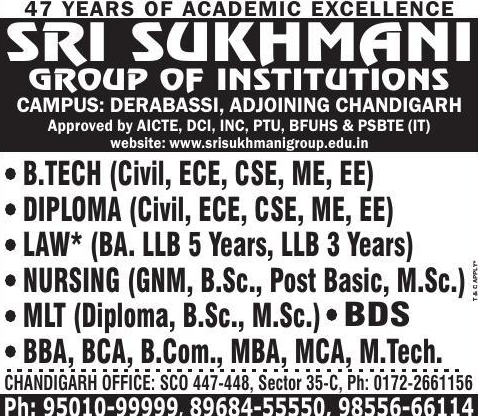 47 YEARS OF ACADEMIC EXCELLENCE
SRI SUKHMANI
GROUP OF INSTITUTIONS
CAMPUS: DERABASSI, ADJOINING CHANDIGARH
Approved by AICTE, DCI, INC, PTU, BFUHS & PSBTE (IT)
website: www.srisukhmanigroup.edu.in
• B.TECH (Civil, ECE, CSE, ME, EE)
• DIPLOMA (Civil, ECE, CSE, ME, EE)
• LAW* (BA. LLB 5 Years, LLB 3 Years)
• NURSING (GNM, B.Sc., Post Basic, M.Sc.)
• MLT (Diploma, B.Sc., M.Sc.) • BDS
• BBA, BCA, B.Com., MBA, MCA, M.Tech.
T & C APPLY*
CHANDIGARH OFFICE: SCO 447-448, Sector 35-C, Ph: 0172-2661156
Ph: 95010-99999, 89684-55550, 98556-66114